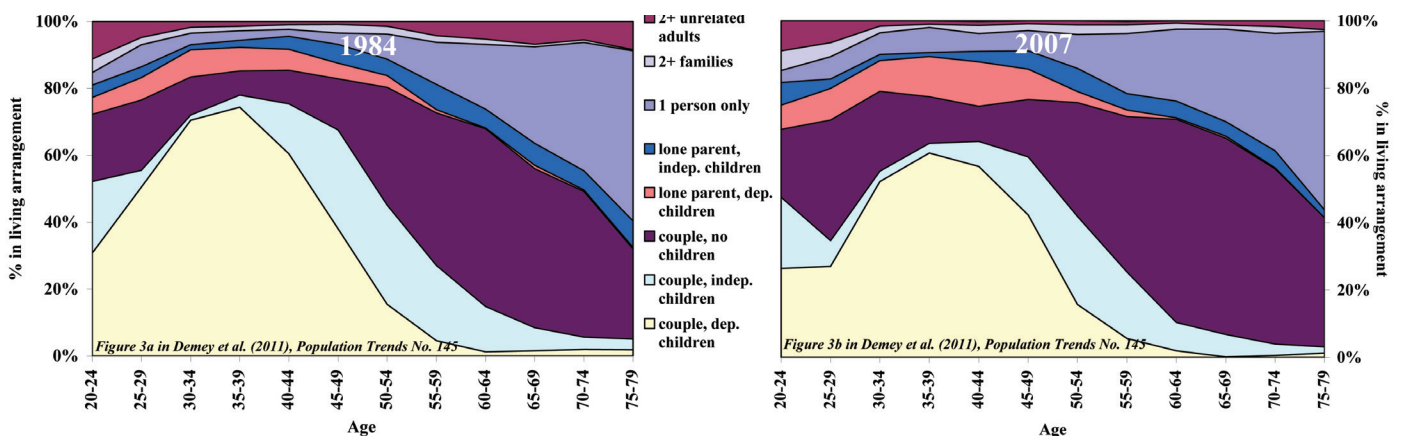 % in living arrangement
100%
80%
60%
40%
20%
0%
1984
Figure 3a in Demey et al. (2011), Population Trends No. 145
20-24
25-29
30-34
35-39
40-44
45-49
50-54
55-59
60-64
65-69
70-74
75-79
Age
2+ unrelated
adults
2+ families
1 person only
lone parent,
indep. children
lone parent, dep.
children
couple, no
children
couple, indep.
children
couple, dep.
children
2007
Figure 3b in Demey et al. (2011), Population Trends No. 145
20-24
25-29
30-34
35-39
40-44
45-49
50-54
55-59
60-64
65-69
70-74
75-79
Age
100%
80%
60%
40%
20%
0%
% in living arrangement